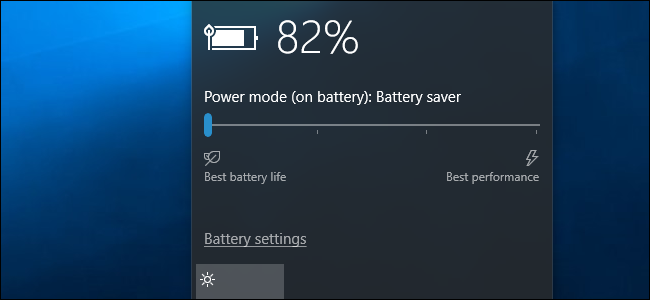 82%
Power mode (on battery): Battery saver
Best battery life
Best performance
Battery settings